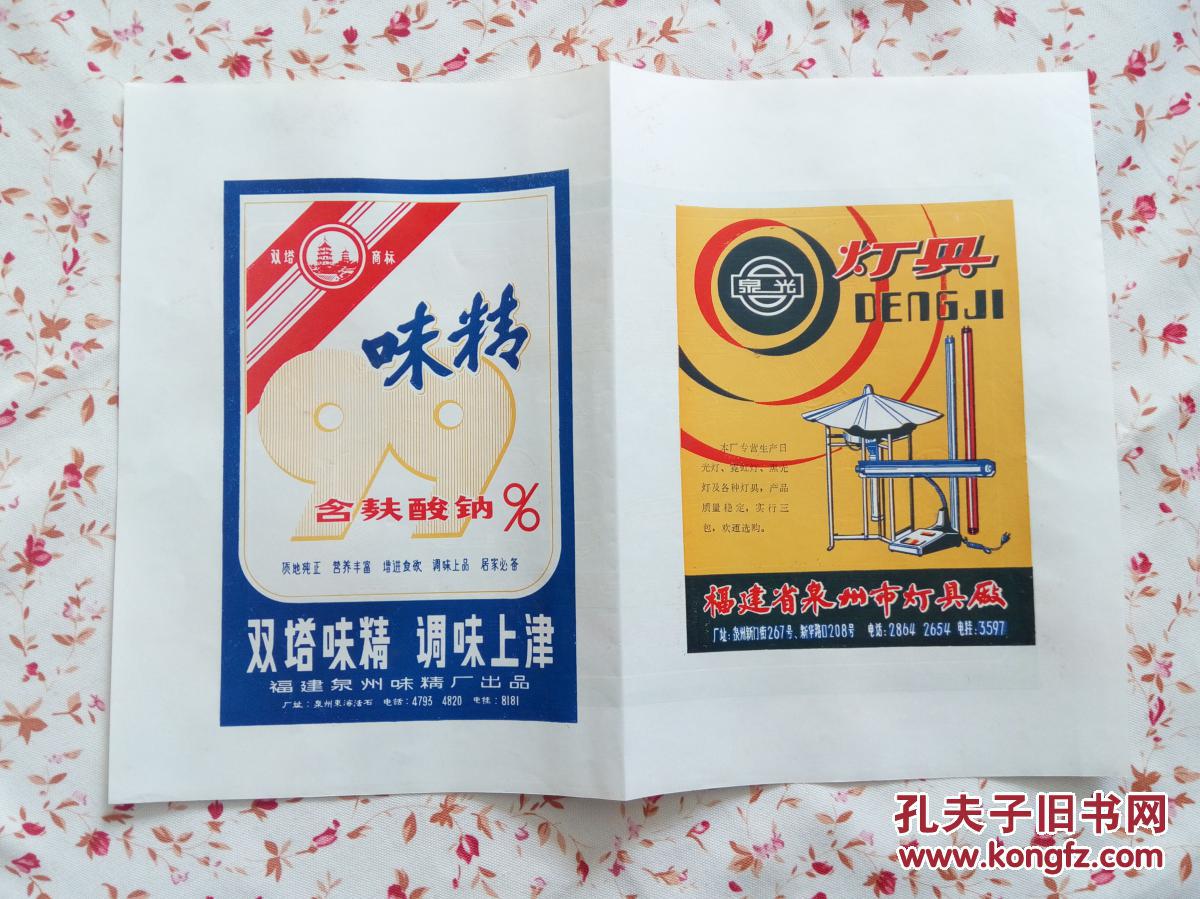 双塔 商标
味精
99
含麸酸钠%
质地纯正 营养丰富 增进食欲 调味上品 居家必备
双塔味精 调味上津
福建泉州味精厂出品
厂址：泉州东海法石 电话：4793 4820 电挂：8181
泉光
灯具
DENGJI
本厂专营生产日
光灯、霓虹灯、黑光
灯及各种灯具，产品
质量稳定，实行三
包，欢迎选购。
福建省泉州市灯具厰
厂址：泉州新门街267号、新华路口208号 电话：2864 2654 电挂：3597
孔夫子旧书网
www.kongfz.com